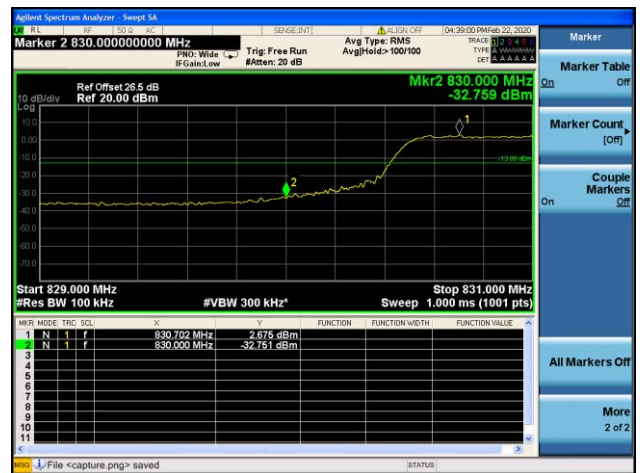 Agilent Spectrum Analyzer - Swept SA
RL RF 50 Ω AC SENSE:INT ALIGN OFF 04:39:00 PM Feb 22, 2020
Marker 2 830.000000000 MHz
PNO: Wide
IFGain:Low
Trig: Free Run
#Atten: 20 dB
Avg Type: RMS
Avg|Hold>100/100
TRACE 1 2 3 4 5 6
TYPE
DET A A A A A A
Ref Offset 26.5 dB
Ref 20.00 dBm
10 dB/div
Log
Mkr2 830.000 MHz
-32.759 dBm
10.0
0.00
-10.0
-20.0
-30.0
-40.0
-50.0
-60.0
-70.0
1
2
Start 829.000 MHz
#Res BW 100 kHz
#VBW 300 kHz*
Stop 831.000 MHz
Sweep 1.000 ms (1001 pts)
MKR MODE TRC SCL X Y FUNCTION FUNCTION WIDTH FUNCTION VALUE
1 N 1 f 830.702 MHz 2.675 dBm
2 N 1 f 830.000 MHz -32.751 dBm
3
4
5
6
7
8
9
10
11
MSG File <capture.png> saved STATUS
Marker
Marker Table
On Off
Marker Count
[Off]
Couple
Markers
On Off
All Markers Off
More
2 of 2